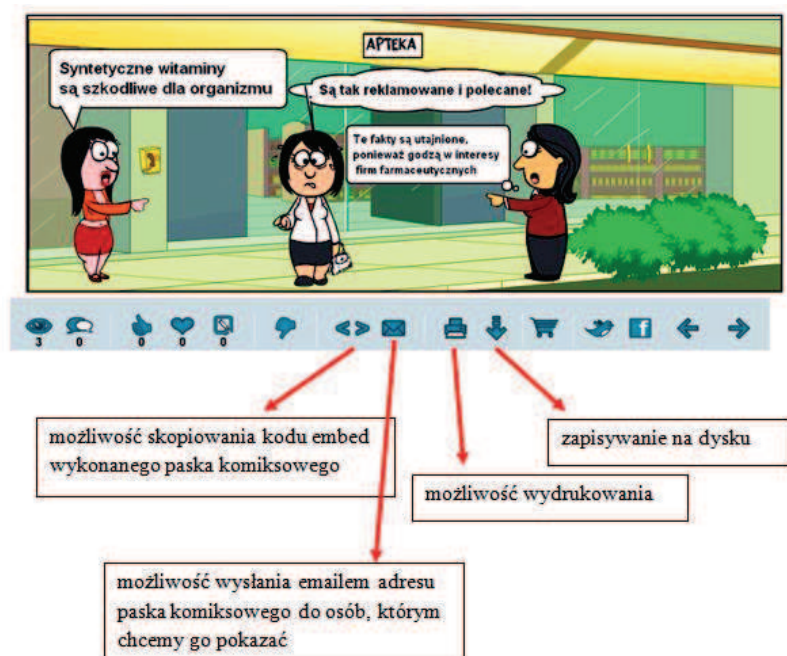 APTEKA
Syntetyczne witaminy
są szkodliwe dla organizmu
Są tak reklamowane i polecane!
Te fakty są utajnione,
ponieważ godzą w interesy
firm farmaceutycznych
3 0 0 0 0
możliwość skopiowania kodu embed
wykonanego paska komiksowego
zapisywanie na dysku
możliwość wydrukowania
możliwość wysłania emailem adresu
paska komiksowego do osób, którym
chcemy go pokazać